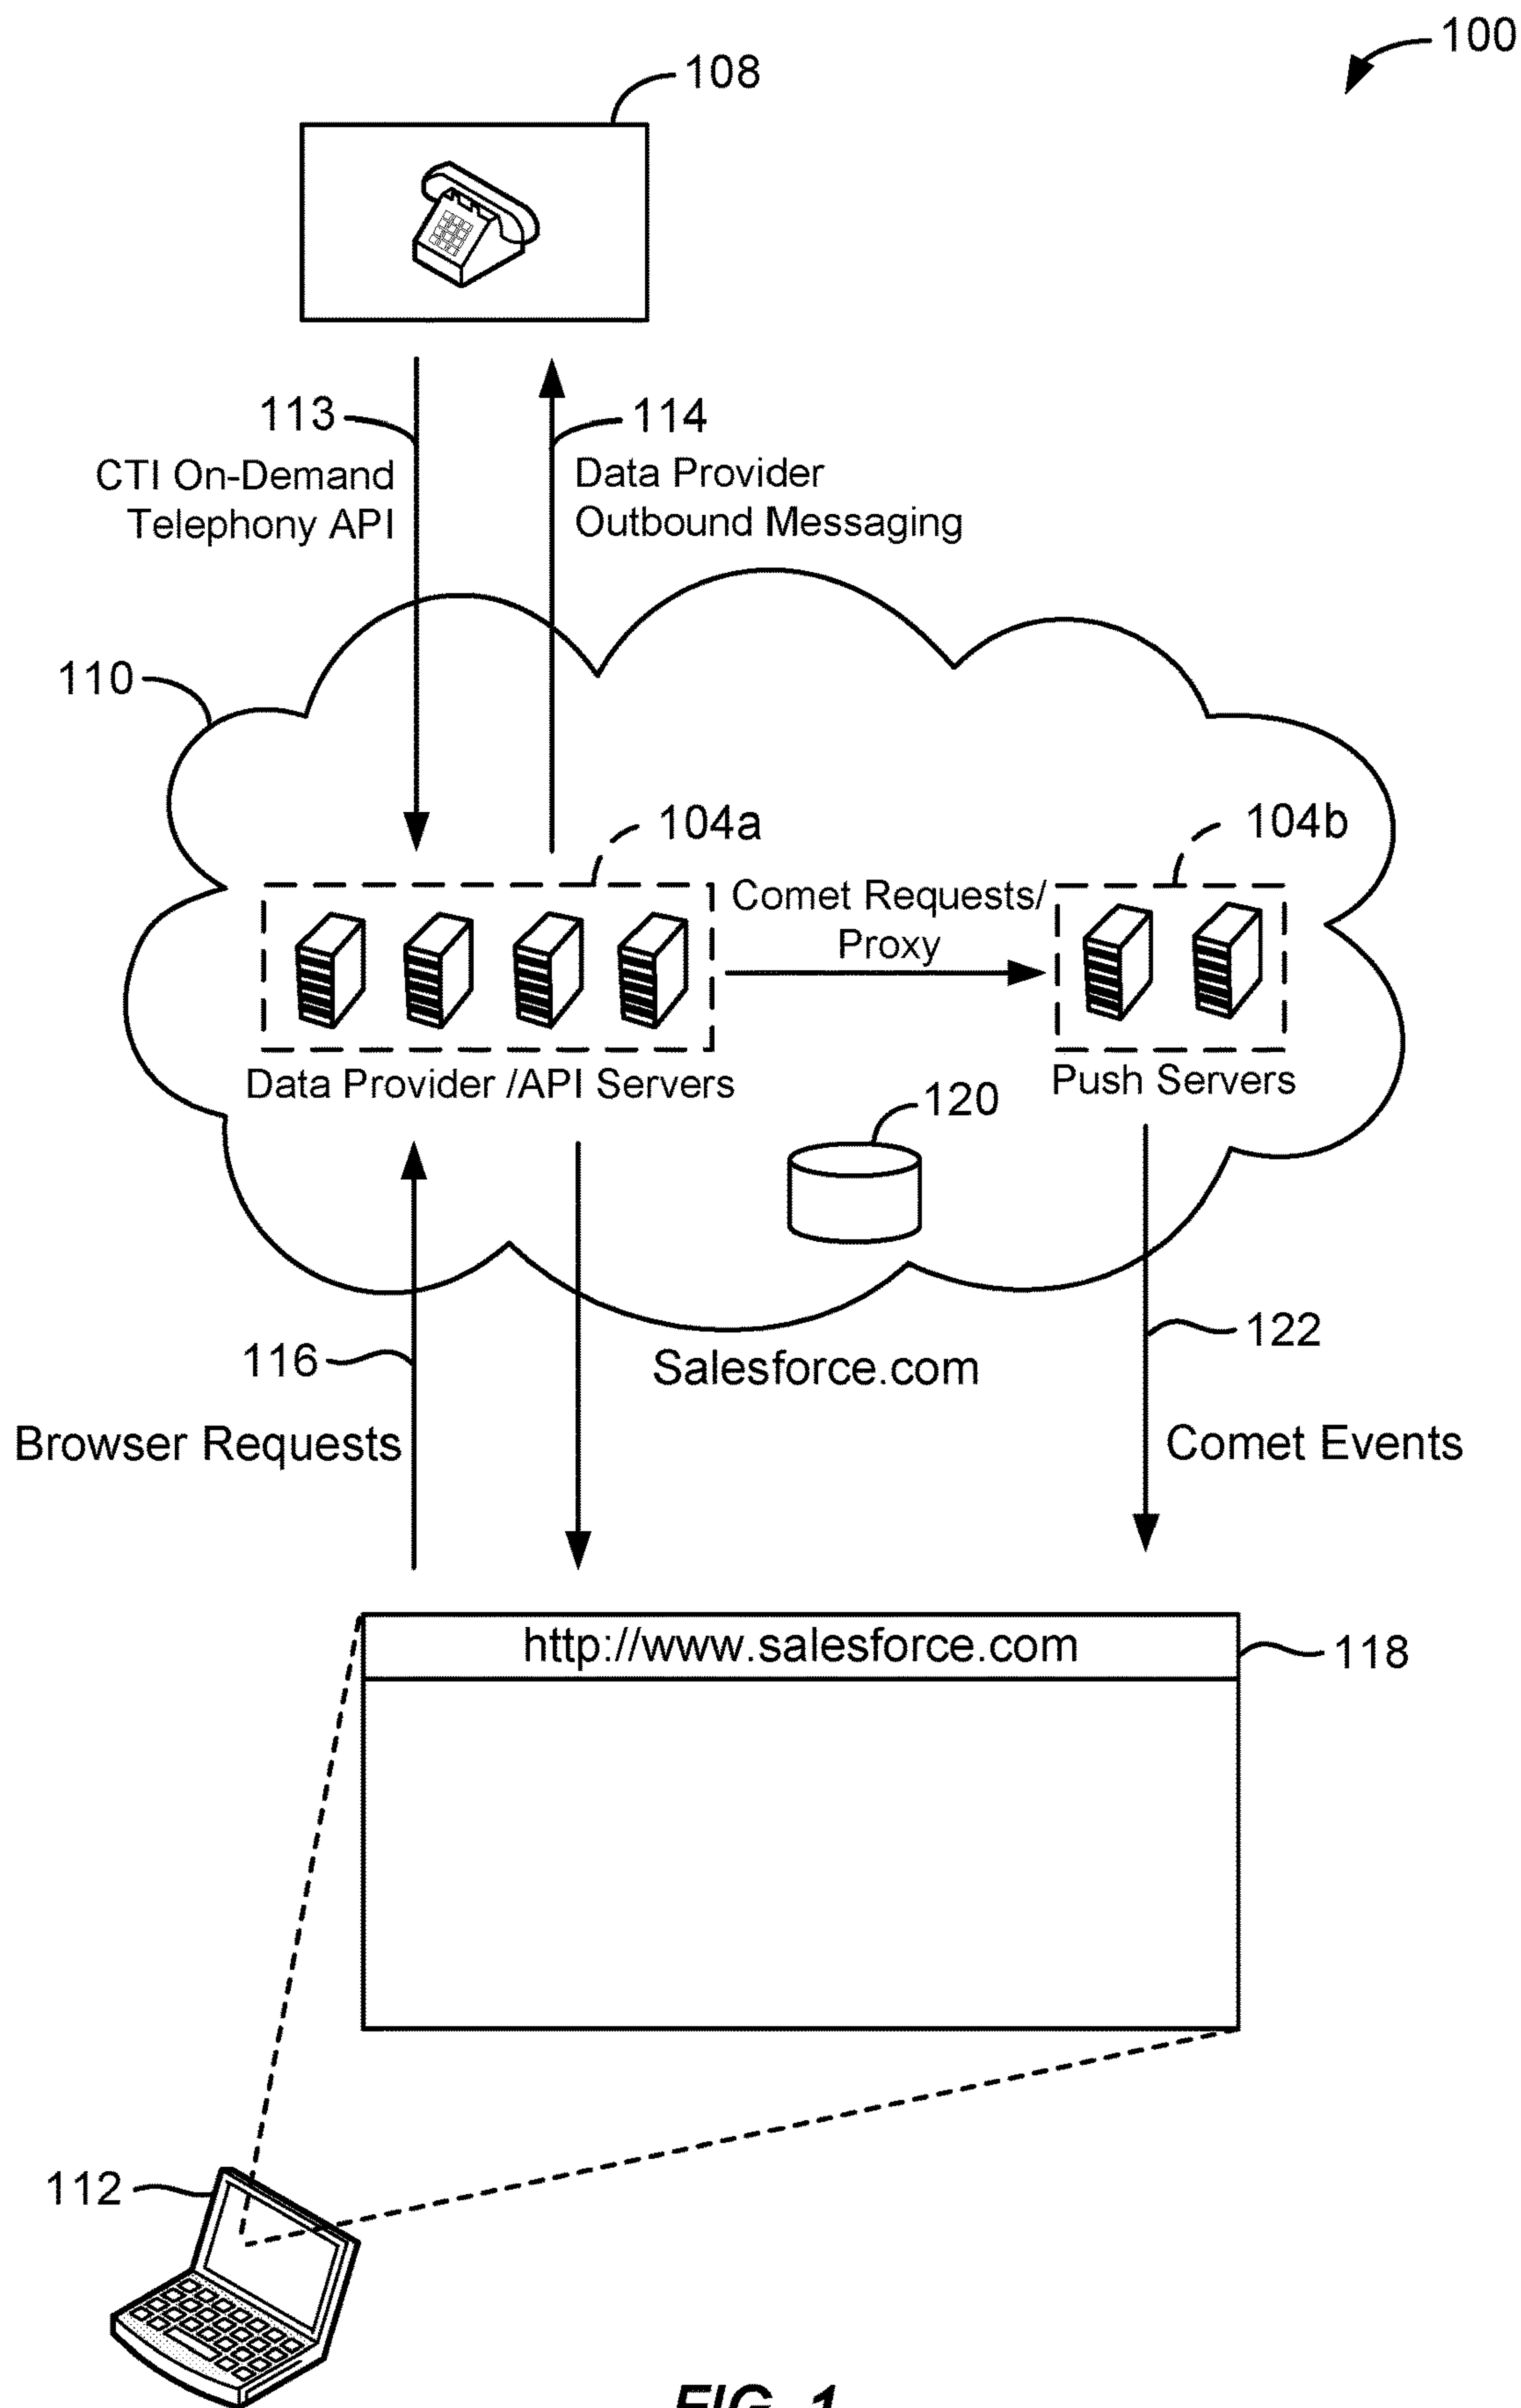 100
108
113
CTI On-Demand
Telephony API
114
Data Provider
Outbound Messaging
110
104a
104b
Comet Requests/
Proxy
Data Provider /API Servers
Push Servers
120
116
Browser Requests
Salesforce.com
122
Comet Events
http://www.salesforce.com
118
112
FIG. 1